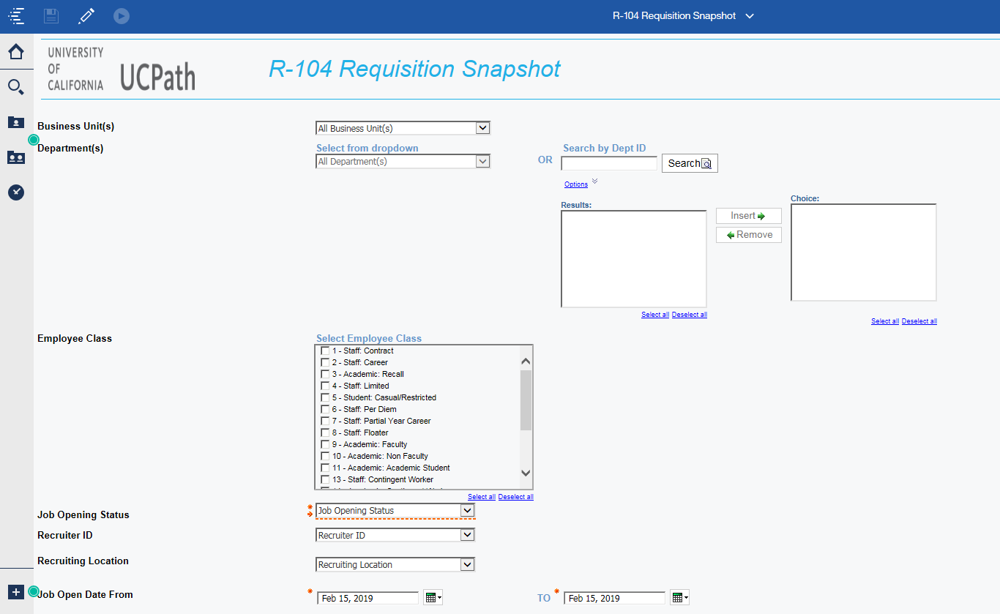 R-104 Requisition Snapshot
UNIVERSITY
OF
CALIFORNIA
UCPath
R-104 Requisition Snapshot
Business Unit(s)
All Business Unit(s)
Department(s)
Select from dropdown
All Department(s)
OR
Search by Dept ID
Search
Options
Results:
Insert
Remove
Choice:
Select all Deselect all
Select all Deselect all
Employee Class
Select Employee Class
1 - Staff: Contract
2 - Staff: Career
3 - Academic: Recall
4 - Staff: Limited
5 - Student: Casual/Restricted
6 - Staff: Per Diem
7 - Staff: Partial Year Career
8 - Staff: Floater
9 - Academic: Faculty
10 - Academic: Non Faculty
11 - Academic: Academic Student
13 - Staff: Contingent Worker
Select all Deselect all
Job Opening Status
* Job Opening Status
Recruiter ID
Recruiter ID
Recruiting Location
Recruiting Location
Job Open Date From
* Feb 15, 2019
TO
* Feb 15, 2019